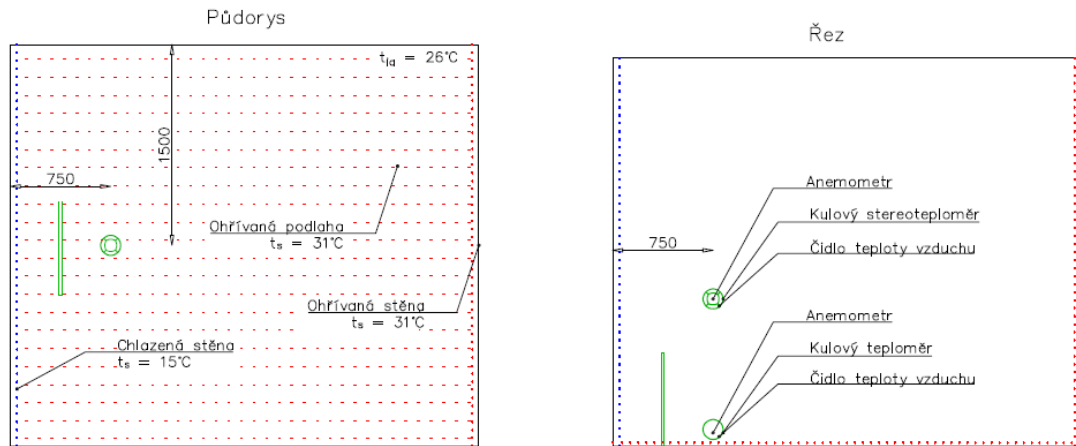 Půdorys
t_ia = 26°C
1500
750
Ohřívaná podlaha
t_s = 31°C
Ohřívaná stěna
t_s = 31°C
Chlazená stěna
t_s = 15°C
Řez
Anemometr
Kulový stereoteploměr
750
Čidlo teploty vzduchu
Anemometr
Kulový teploměr
Čidlo teploty vzduchu